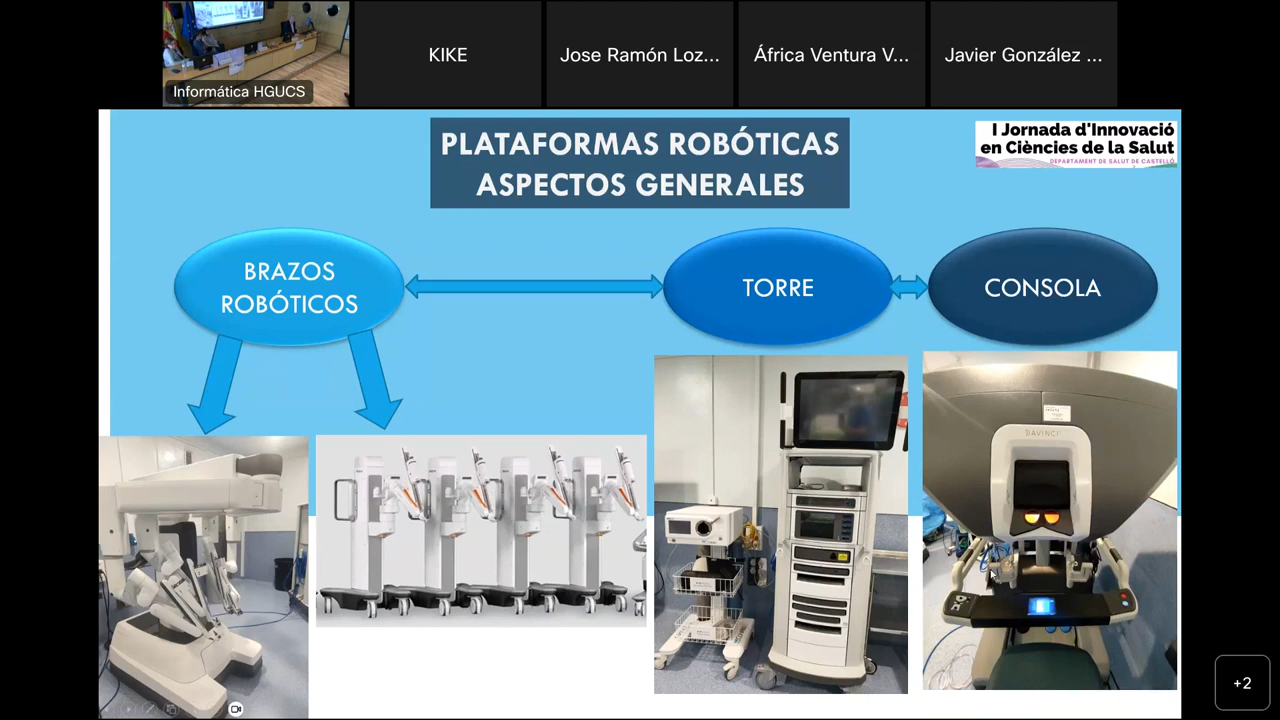 Informática HGUCS
KIKE
Jose Ramón Loz...
África Ventura V...
Javier González ...
PLATAFORMAS ROBÓTICAS
ASPECTOS GENERALES
I Jornada d'Innovació
en Ciències de la Salut
DEPARTAMENT DE SALUT DE CASTELLÓ
BRAZOS
ROBÓTICOS
TORRE
CONSOLA
DAVINCI
+2